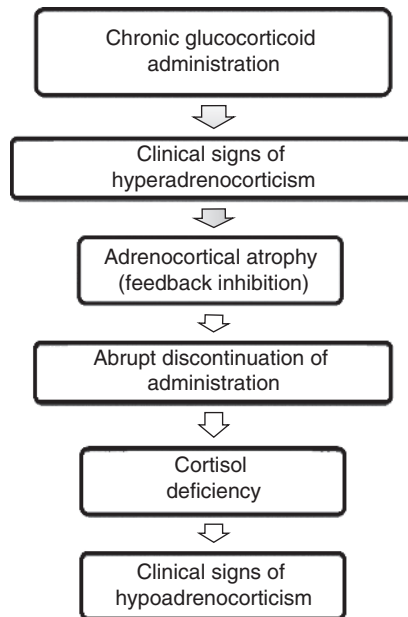 Chronic glucocorticoid
administration
Clinical signs of
hyperadrenocorticism
Adrenocortical atrophy
(feedback inhibition)
Abrupt discontinuation of
administration
Cortisol
deficiency
Clinical signs of
hypoadrenocorticism